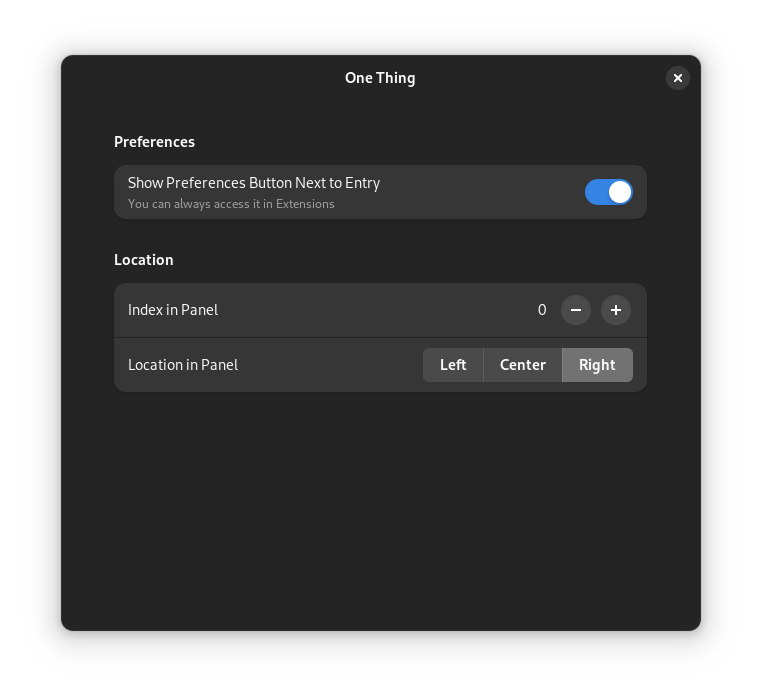 One Thing
Preferences
Show Preferences Button Next to Entry
You can always access it in Extensions
Location
Index in Panel 0
Location in Panel Left Center Right